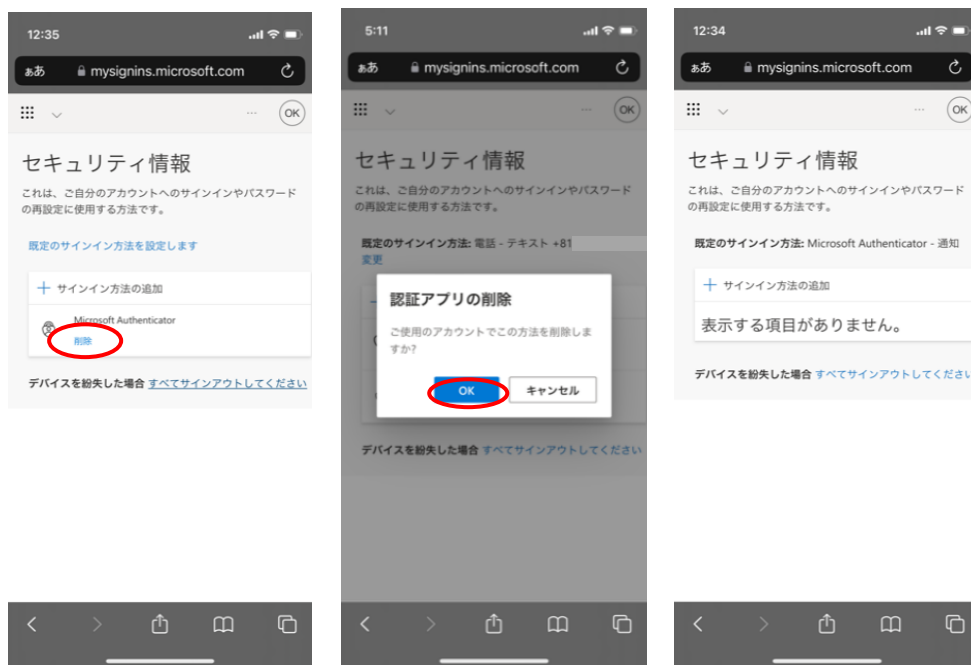 12:35
ああ mysignins.microsoft.com
OK
セキュリティ情報
これは、ご自分のアカウントへのサインインやパスワード
の再設定に使用する方法です。
既定のサインイン方法を設定します
サインイン方法の追加
Microsoft Authenticator
削除
デバイスを紛失した場合 すべてサインアウトしてください
5:11
ああ mysignins.microsoft.com
OK
セキュリティ情報
これは、ご自分のアカウントへのサインインやパスワード
の再設定に使用する方法です。
既定のサインイン方法: 電話 - テキスト +81
変更
認証アプリの削除
ご使用のアカウントでこの方法を削除しま
すか?
OK キャンセル
デバイスを紛失した場合 すべてサインアウトしてください
12:34
ああ mysignins.microsoft.com
OK
セキュリティ情報
これは、ご自分のアカウントへのサインインやパスワード
の再設定に使用する方法です。
既定のサインイン方法: Microsoft Authenticator - 通知
サインイン方法の追加
表示する項目がありません。
デバイスを紛失した場合 すべてサインアウトしてください